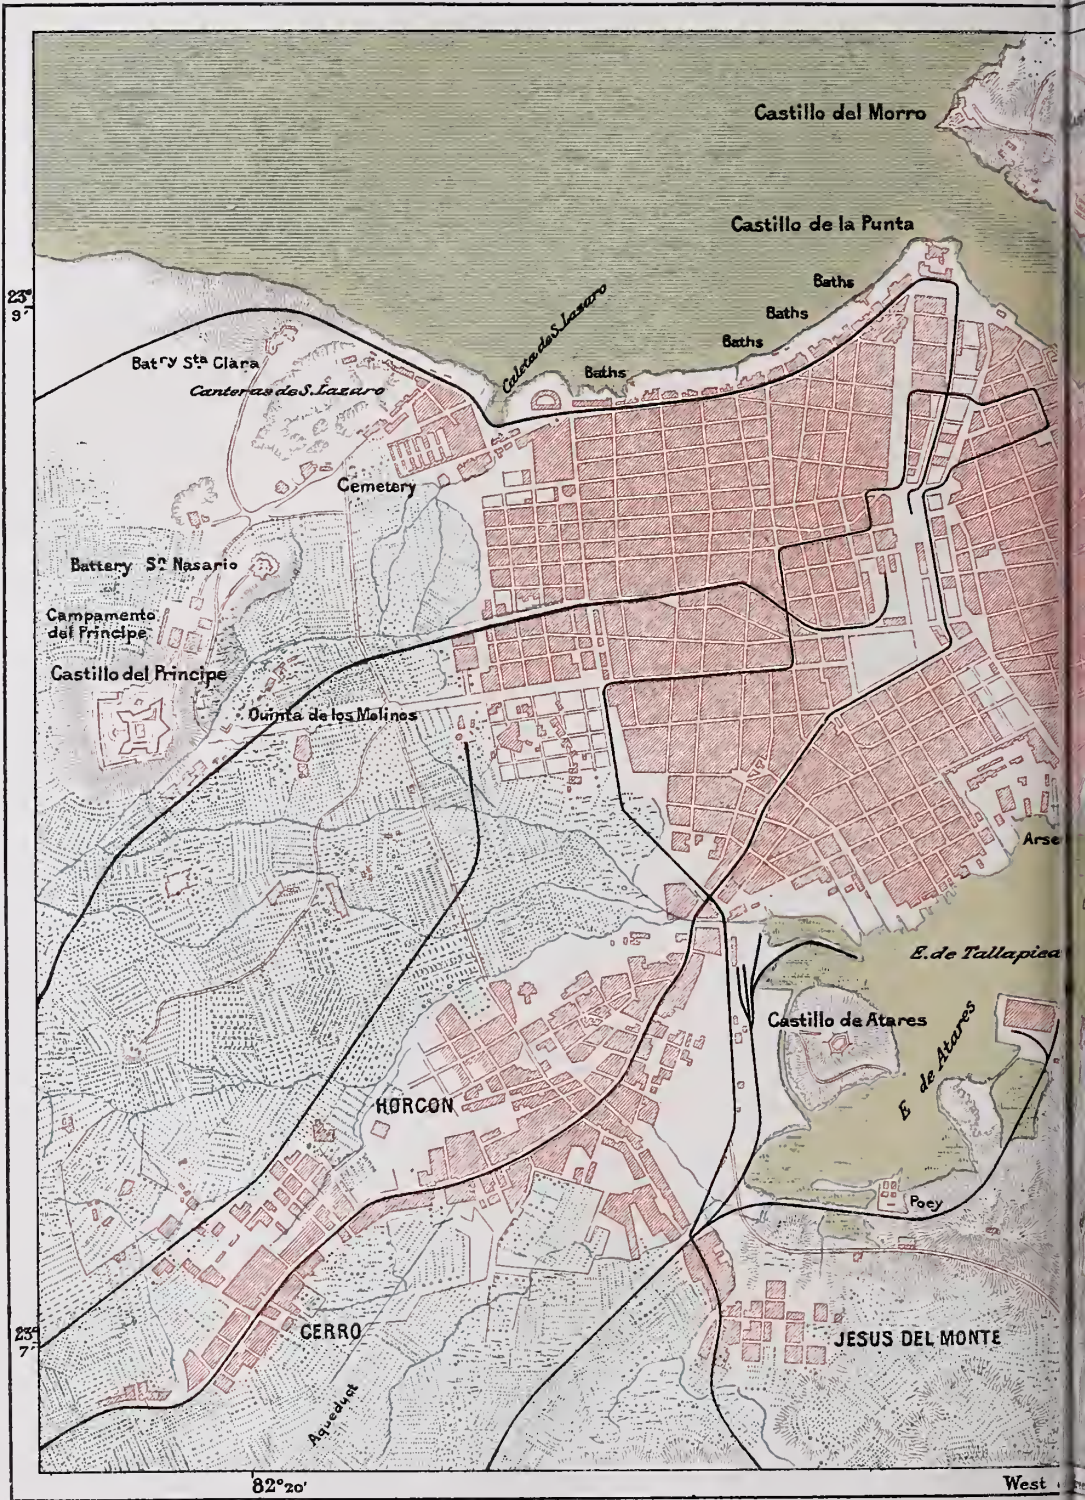 Castillo del Morro
Castillo de la Punta
Baths
23°
9'
Baths
Caleta de S. Lazaro
Baths
Batry Sta Clara
Baths
Canteras de S. Lazaro
Cemetery
Battery Sn Nasario
Campamento
del Principe
Castillo del Principe
Quinta de los Molinos
Arse
E. de Tallapiea
Castillo de Atares
E de Atares
HORCON
Poey
23°
7'
CERRO
JESUS DEL MONTE
Aqueduct
82°20'
West